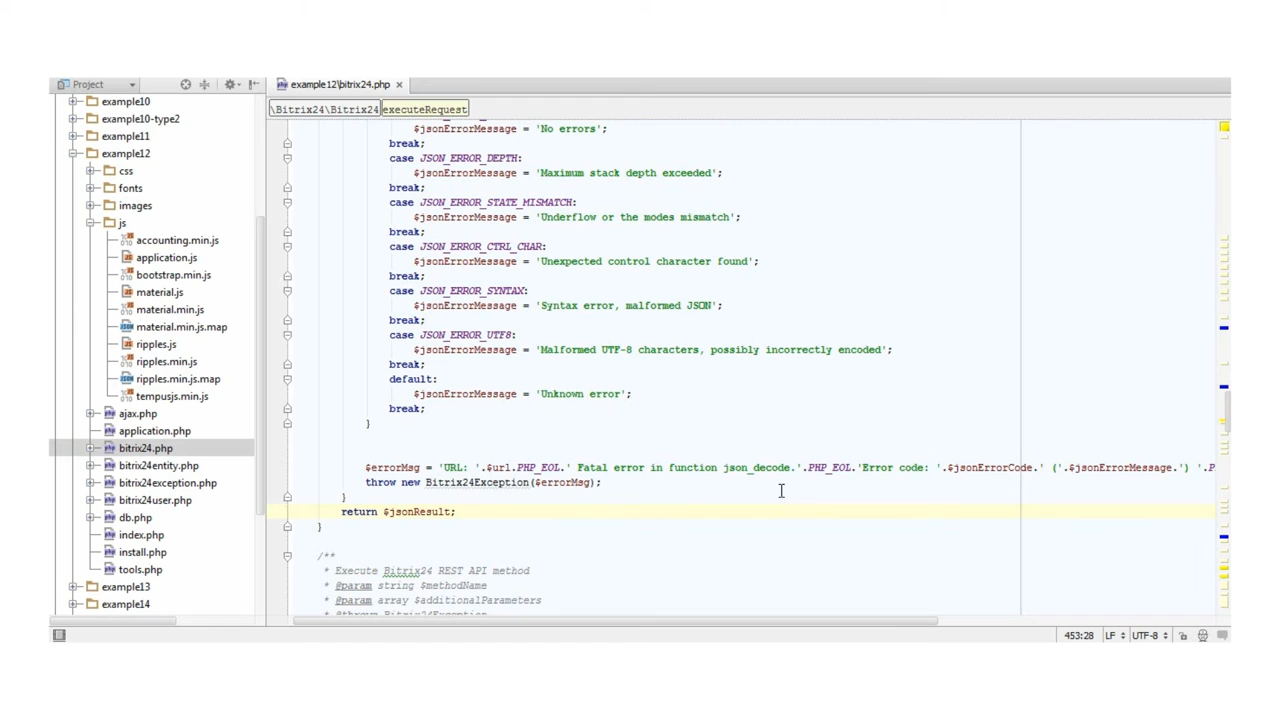 Project
example10
example10-type2
example11
example12
css
fonts
images
js
accounting.min.js
application.js
bootstrap.min.js
material.js
material.min.js
material.min.js.map
ripples.js
ripples.min.js
ripples.min.js.map
tempusjs.min.js
ajax.php
application.php
bitrix24.php
bitrix24entity.php
bitrix24exception.php
bitrix24user.php
db.php
index.php
install.php
tools.php
example13
example14
example12\bitrix24.php
\Bitrix24\Bitrix24 executeRequest
$jsonErrorMessage = 'No errors';
break;
case JSON_ERROR_DEPTH:
$jsonErrorMessage = 'Maximum stack depth exceeded';
break;
case JSON_ERROR_STATE_MISMATCH:
$jsonErrorMessage = 'Underflow or the modes mismatch';
break;
case JSON_ERROR_CTRL_CHAR:
$jsonErrorMessage = 'Unexpected control character found';
break;
case JSON_ERROR_SYNTAX:
$jsonErrorMessage = 'Syntax error, malformed JSON';
break;
case JSON_ERROR_UTF8:
$jsonErrorMessage = 'Malformed UTF-8 characters, possibly incorrectly encoded';
break;
default:
$jsonErrorMessage = 'Unknown error';
break;
}
$errorMsg = 'URL: '.$url.PHP_EOL.' Fatal error in function json_decode.'.PHP_EOL.'Error code: '.$jsonErrorCode.' ('.$jsonErrorMessage.') '.P
throw new Bitrix24Exception($errorMsg);
}
return $jsonResult;
}
/**
* Execute Bitrix24 REST API method
* @param string $methodName
* @param array $additionalParameters
* @throw Bitrix24Exception
453:28 LF UTF-8